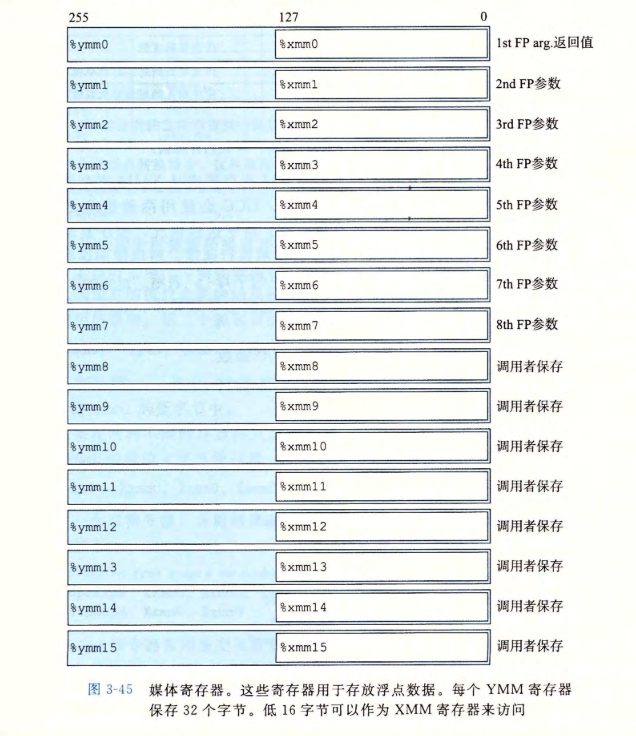 255 127 0
%ymm0 %xmm0 1st FP arg.返回值
%ymm1 %xmm1 2nd FP参数
%ymm2 %xmm2 3rd FP参数
%ymm3 %xmm3 4th FP参数
%ymm4 %xmm4 5th FP参数
%ymm5 %xmm5 6th FP参数
%ymm6 %xmm6 7th FP参数
%ymm7 %xmm7 8th FP参数
%ymm8 %xmm8 调用者保存
%ymm9 %xmm9 调用者保存
%ymm10 %xmm10 调用者保存
%ymm11 %xmm11 调用者保存
%ymm12 %xmm12 调用者保存
%ymm13 %xmm13 调用者保存
%ymm14 %xmm14 调用者保存
%ymm15 %xmm15 调用者保存
图 3-45 媒体寄存器。这些寄存器用于存放浮点数据。每个 YMM 寄存器
保存 32 个字节。低 16 字节可以作为 XMM 寄存器来访问